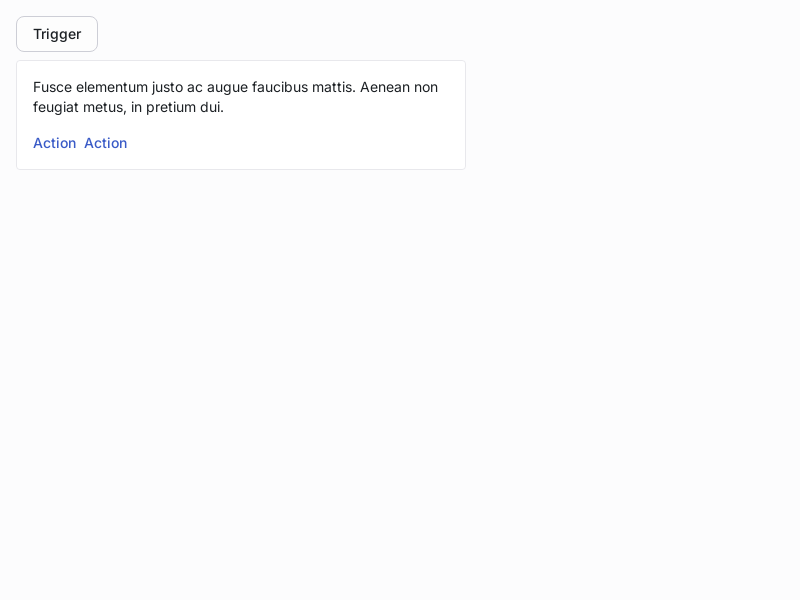 Trigger
Fusce elementum justo ac augue faucibus mattis. Aenean non
feugiat metus, in pretium dui.
Action Action